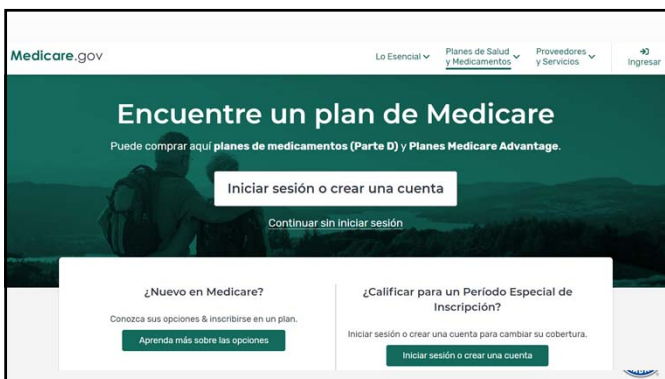 Medicare.gov
Lo Esencial
Planes de Salud
y Medicamentos
Proveedores
y Servicios
Ingresar
Encuentre un plan de Medicare
Puede comprar aquí planes de medicamentos (Parte D) y Planes Medicare Advantage.
Iniciar sesión o crear una cuenta
Continuar sin iniciar sesión
¿Nuevo en Medicare?
Conozca sus opciones & inscribirse en un plan.
Aprenda más sobre las opciones
¿Calificar para un Período Especial de
Inscripción?
Iniciar sesión o crear una cuenta para cambiar su cobertura.
Iniciar sesión o crear una cuenta